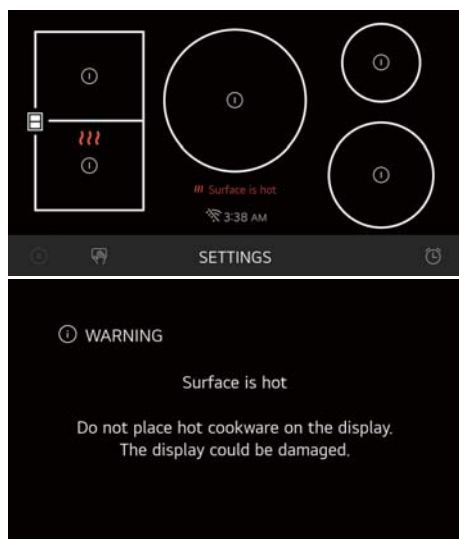 Surface is hot
3:38 AM
SETTINGS
WARNING
Surface is hot
Do not place hot cookware on the display.
The display could be damaged.